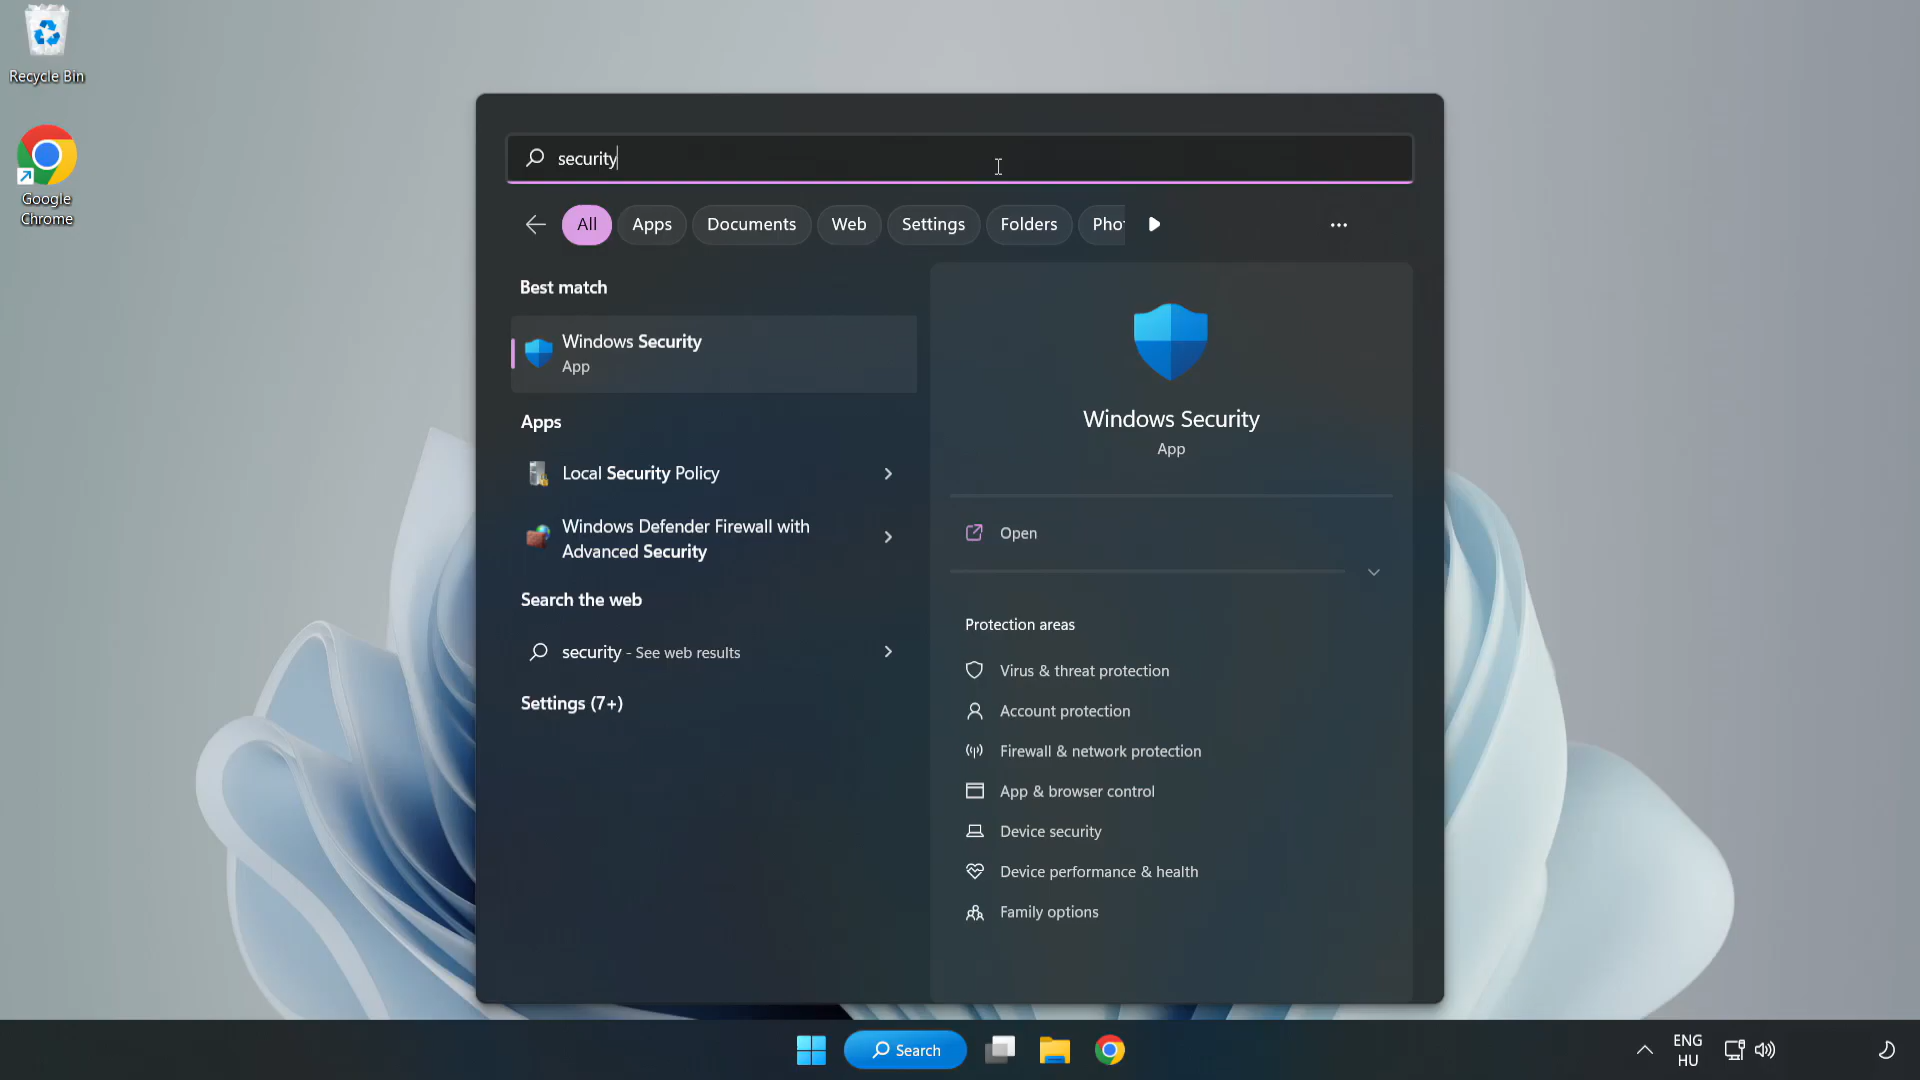 Recycle Bin
Google
Chrome
security
All
Apps
Documents
Web
Settings
Folders
Pho
Best match
Windows Security
App
Apps
Local Security Policy
Windows Defender Firewall with
Advanced Security
Search the web
security - See web results
Settings (7+)
Windows Security
App
Open
Protection areas
Virus & threat protection
Account protection
Firewall & network protection
App & browser control
Device security
Device performance & health
Family options
Search
ENG
HU